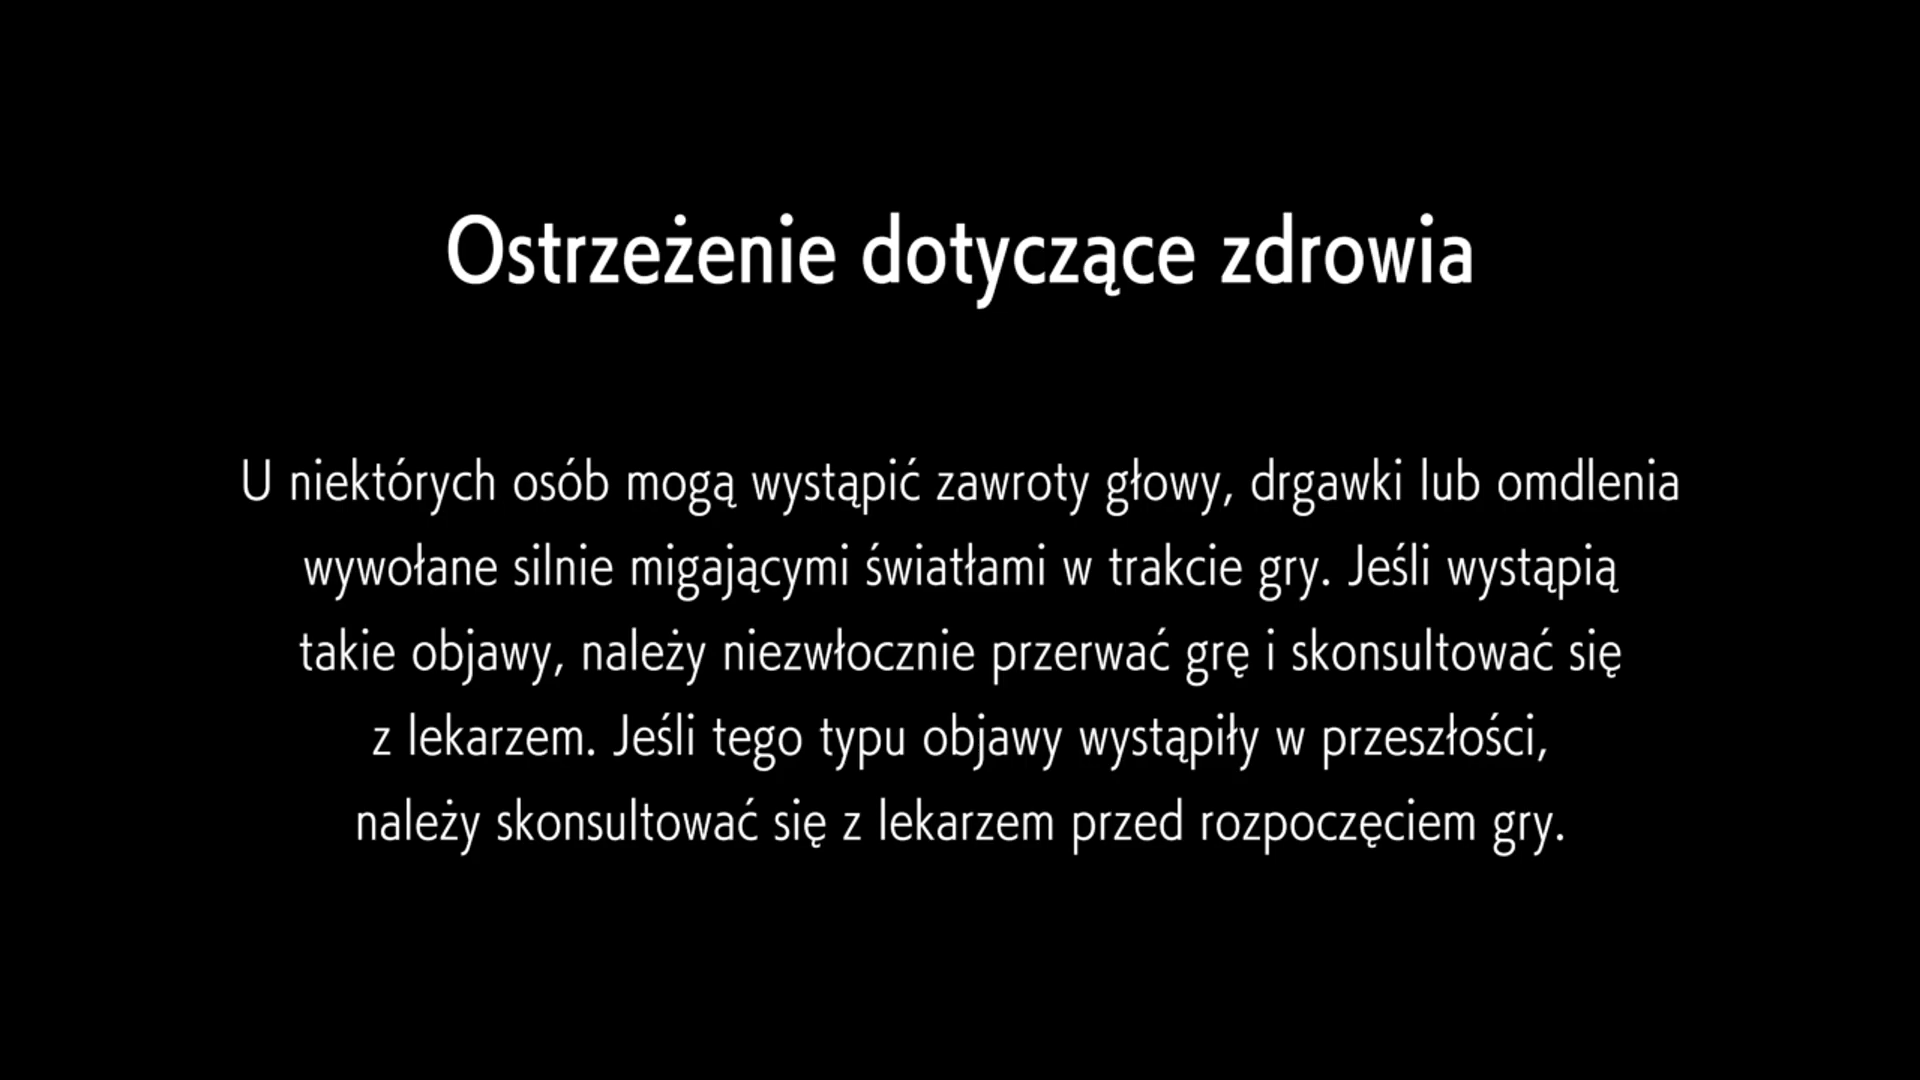 Ostrzeżenie dotyczące zdrowia
U niektórych osób mogą wystąpić zawroty głowy, drgawki lub omdlenia
wywołane silnie migającymi światłami w trakcie gry. Jeśli wystąpią
takie objawy, należy niezwłocznie przerwać grę i skonsultować się
z lekarzem. Jeśli tego typu objawy wystąpiły w przeszłości,
należy skonsultować się z lekarzem przed rozpoczęciem gry.